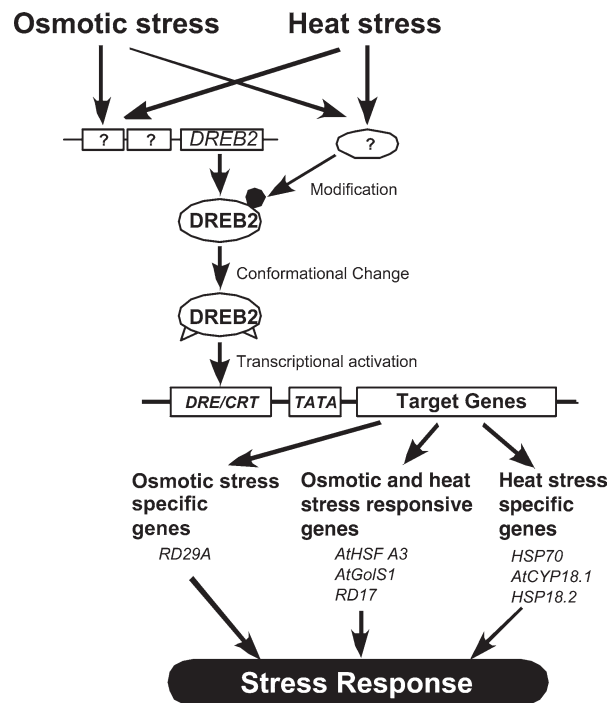 Osmotic stress
Heat stress
? ? DREB2
?
Modification
DREB2
Conformational Change
DREB2
Transcriptional activation
DRE/CRT TATA Target Genes
Osmotic stress
specific
genes
RD29A
Osmotic and heat
stress responsive
genes
AtHSF A3
AtGolS1
RD17
Heat stress
specific
genes
HSP70
AtCYP18.1
HSP18.2
Stress Response